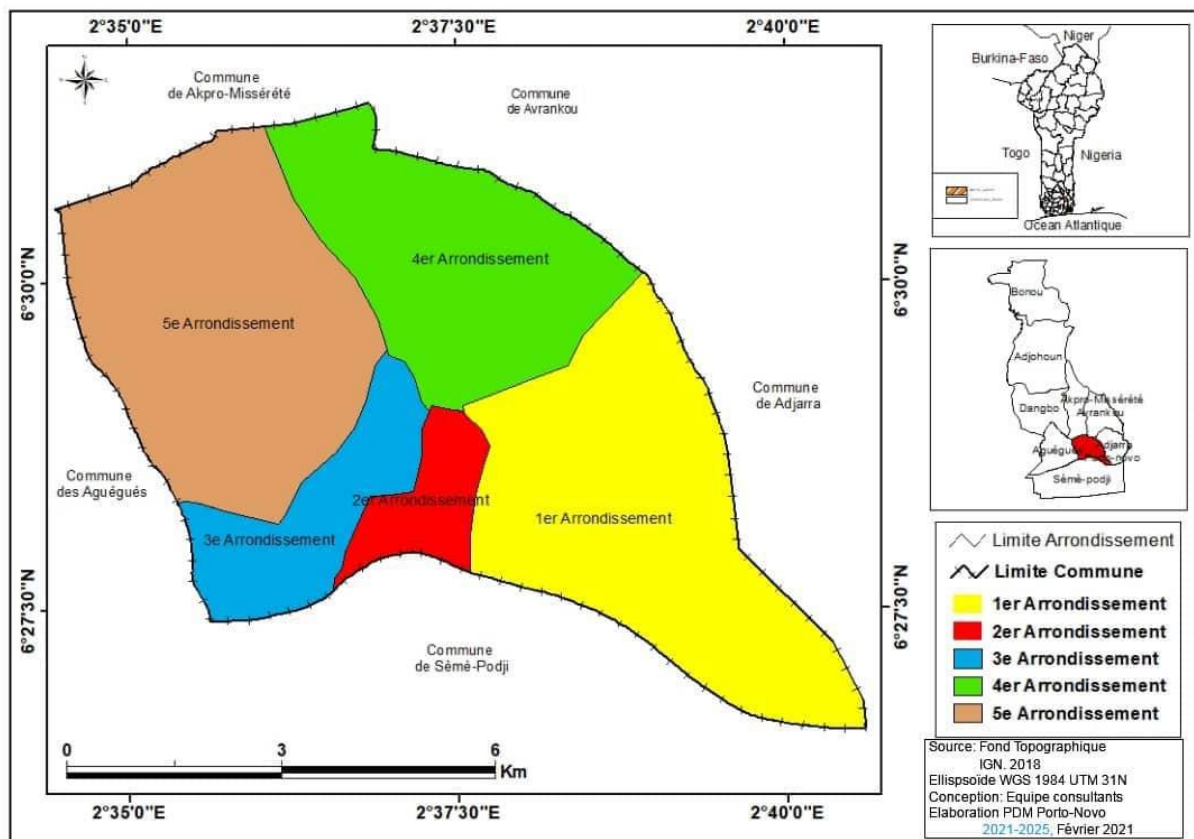 2°35'0"E
2°37'30"E
2°40'0"E
6°30'0"N
6°27'30"N
6°30'0"N
6°27'30"N
Commune
de Akpro-Missérété
Commune
de Avrankou
4er Arrondissement
5e Arrondissement
Commune
de Adjarra
Commune
des Aguégués
2er Arrondissement
1er Arrondissement
3e Arrondissement
Commune
de Sèmè-Podji
0
3
6
Km
2°35'0"E
2°37'30"E
2°40'0"E
Niger
Burkina-Faso
Togo
Nigeria
Ocean Atlantique
Bonou
Adjohoun
Dangbo
Akpro-Missérété
Avrankou
Adjarra
Sèmè-podji
Limite Arrondissement
Limite Commune
1er Arrondissement
2er Arrondissement
3e Arrondissement
4er Arrondissement
5e Arrondissement
Source: Fond Topographique
IGN. 2018
Ellispsoïde WGS 1984 UTM 31N
Conception: Equipe consultants
Elaboration PDM Porto-Novo
2021-2025, Février 2021